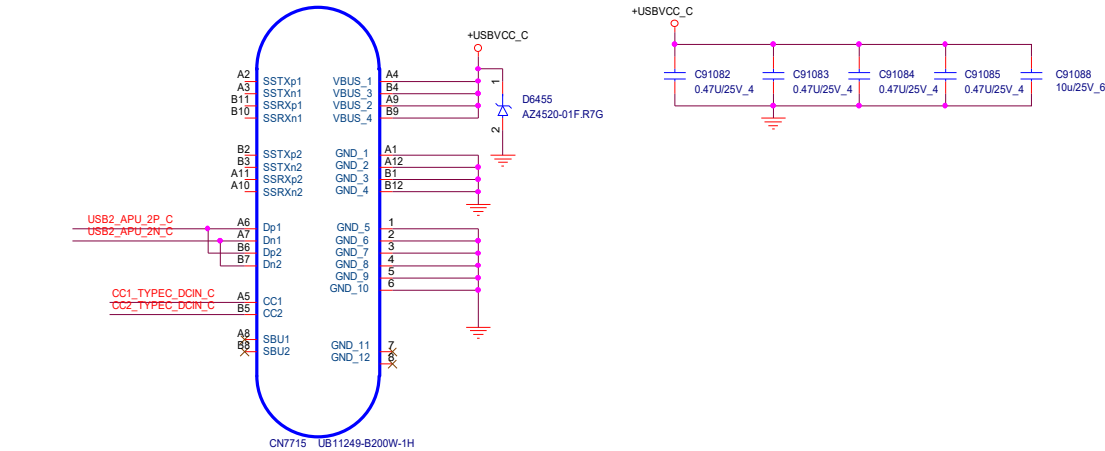 +USBVCC_C
+USBVCC_C
C91082
0.47U/25V_4
C91083
0.47U/25V_4
C91084
0.47U/25V_4
C91085
0.47U/25V_4
C91088
10u/25V_6
A2 SSTXp1 VBUS_1 A4
A3 SSTXn1 VBUS_3 B4
B11 SSRXp1 VBUS_2 A9
B10 SSRXn1 VBUS_4 B9
1
D6455
AZ4520-01F.R7G
2
B2 SSTXp2 GND_1 A1
B3 SSTXn2 GND_2 A12
A11 SSRXp2 GND_3 B1
A10 SSRXn2 GND_4 B12
USB2_APU_2P_C A6 Dp1 GND_5 1
USB2_APU_2N_C A7 Dn1 GND_6 2
B6 Dp2 GND_7 3
B7 Dn2 GND_8 4
GND_9 5
GND_10 6
CC1_TYPEC_DCIN_C A5 CC1
CC2_TYPEC_DCIN_C B5 CC2
A8 SBU1
B8 SBU2 GND_11 7
GND_12 8
CN7715 UB11249-B200W-1H